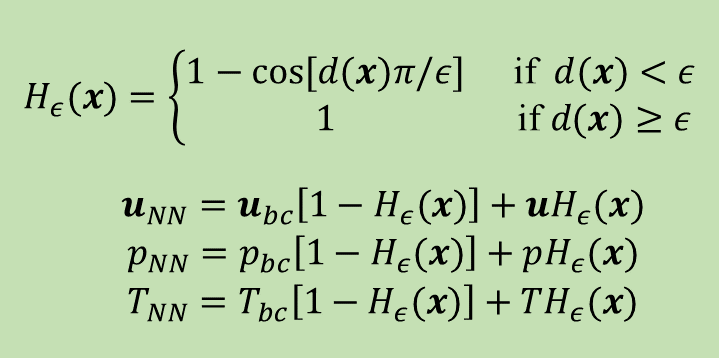 H_ϵ(𝒙) = { 1 − cos[d(𝒙)π/ϵ] if d(𝒙) < ϵ
1 if d(𝒙) ≥ ϵ
𝒖_NN = 𝒖_bc[1 − H_ϵ(𝒙)] + 𝒖H_ϵ(𝒙)
p_NN = p_bc[1 − H_ϵ(𝒙)] + pH_ϵ(𝒙)
T_NN = T_bc[1 − H_ϵ(𝒙)] + TH_ϵ(𝒙)